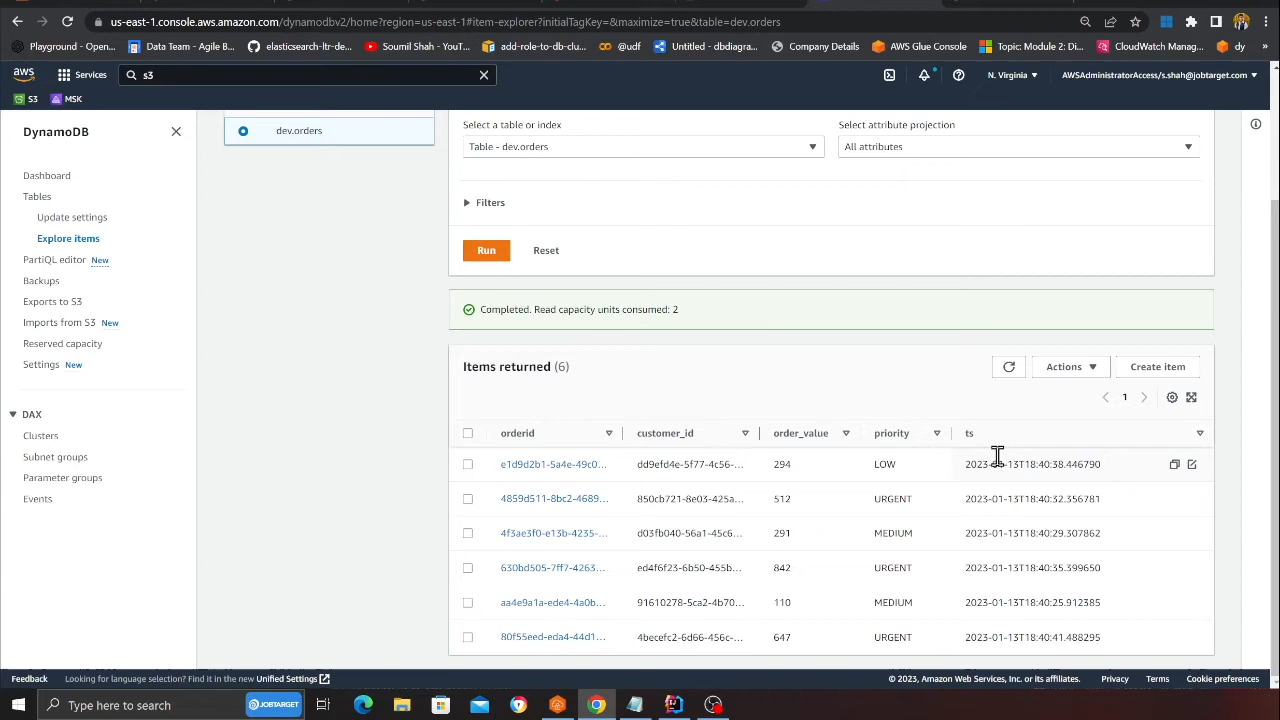 us-east-1.console.aws.amazon.com/dynamodbv2/home?region=us-east-1#item-explorer?initialTagKey=&maximize=true&table=dev.orders
Playground - Open...
Data Team - Agile B...
elasticsearch-ltr-de...
Soumil Shah - YouT...
add-role-to-db-clu...
@udf
Untitled - dbdiagra...
Company Details
AWS Glue Console
Topic: Module 2: Di...
CloudWatch Manag...
dy
»
aws
Services
s3
N. Virginia
AWSAdministratorAccess/s.shah@jobtarget.com
S3
MSK
DynamoDB
Dashboard
Tables
Update settings
Explore items
PartiQL editor New
Backups
Exports to S3
Imports from S3 New
Reserved capacity
Settings New
DAX
Clusters
Subnet groups
Parameter groups
Events
dev.orders
Select a table or index
Table - dev.orders
Select attribute projection
All attributes
Filters
Run Reset
Completed. Read capacity units consumed: 2
Items returned (6)
Actions
Create item
1
orderid customer_id order_value priority ts
e1d9d2b1-5a4e-49c0... dd9efd4e-5f77-4c56-... 294 LOW 2023-01-13T18:40:38.446790
4859d511-8bc2-4689... 850cb721-8e03-425a... 512 URGENT 2023-01-13T18:40:32.356781
4f3ae3f0-e13b-4235-... d03fb040-56a1-45c6... 291 MEDIUM 2023-01-13T18:40:29.307862
630bd505-7ff7-4263... ed4f6f23-6b50-455b... 842 URGENT 2023-01-13T18:40:35.399650
aa4e9a1a-ede4-4a0b... 91610278-5ca2-4b70... 110 MEDIUM 2023-01-13T18:40:25.912385
80f55eed-eda4-44d1... 4becefc2-6d66-456c-... 647 URGENT 2023-01-13T18:40:41.488295
Feedback
Looking for language selection? Find it in the new Unified Settings
© 2023, Amazon Web Services, Inc. or its affiliates.
Privacy
Terms
Cookie preferences
Type here to search
JOBTARGET